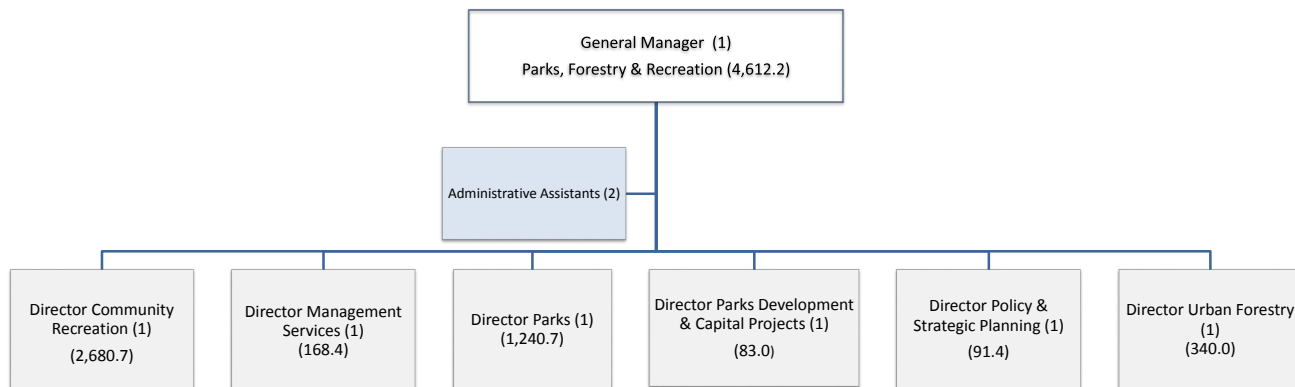 General Manager (1)
Parks, Forestry & Recreation (4,612.2)
Administrative Assistants (2)
Director Community
Recreation (1)
(2,680.7)
Director Management
Services (1)
(168.4)
Director Parks (1)
(1,240.7)
Director Parks Development
& Capital Projects (1)
(83.0)
Director Policy &
Strategic Planning (1)
(91.4)
Director Urban Forestry
(1)
(340.0)